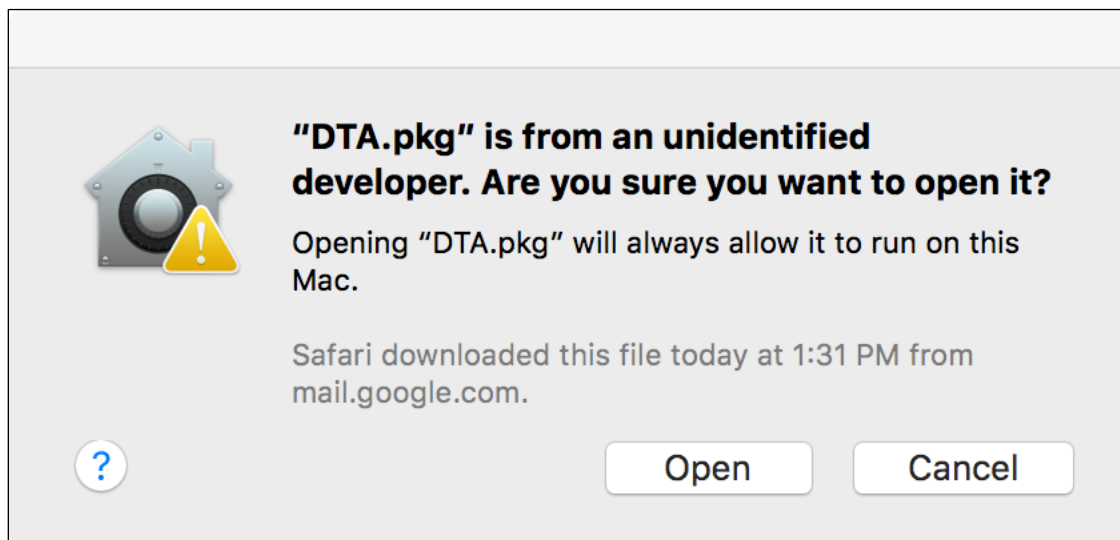 “DTA.pkg” is from an unidentified
developer. Are you sure you want to open it?
Opening “DTA.pkg” will always allow it to run on this
Mac.
Safari downloaded this file today at 1:31 PM from
mail.google.com.
?
Open
Cancel